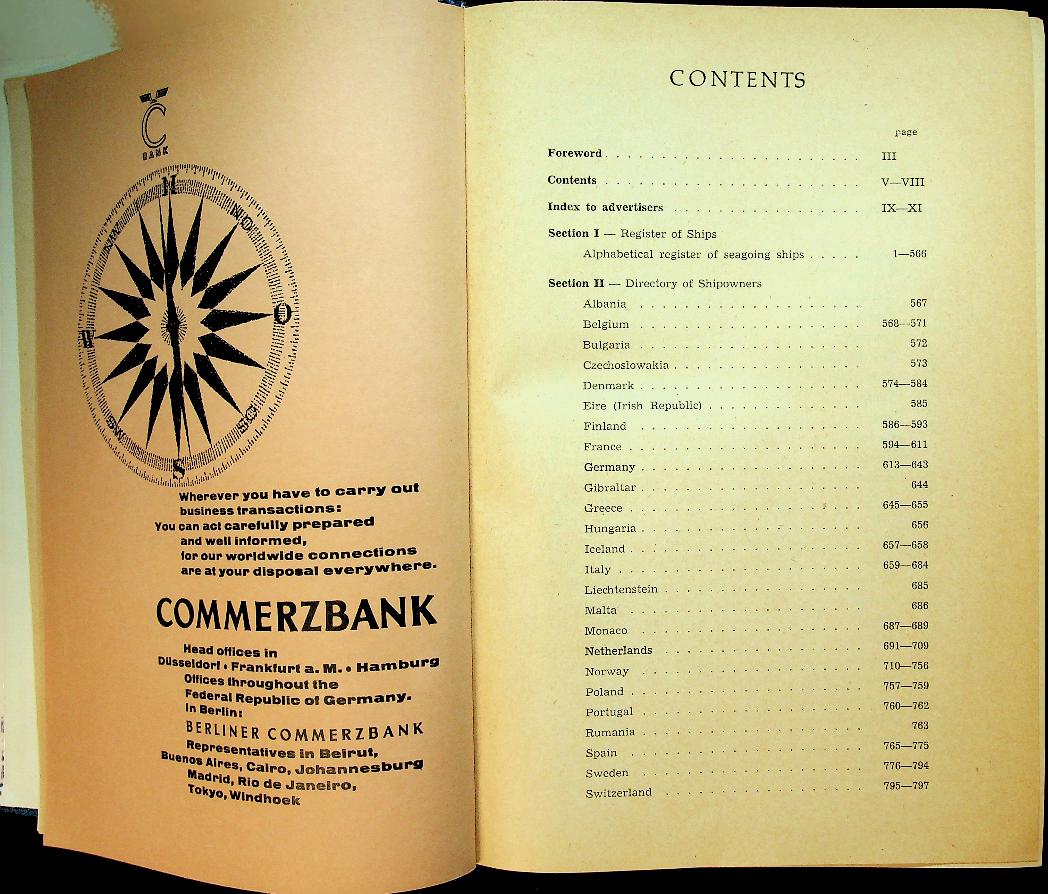 C
BANK
N
NO
O
SO
S
SW
W
NW
Wherever you have to carry out
business transactions:
You can act carefully prepared
and well informed,
for our worldwide connections
are at your disposal everywhere.
COMMERZBANK
Head offices in
Düsseldorf • Frankfurt a. M. • Hamburg
Offices throughout the
Federal Republic of Germany.
In Berlin:
BERLINER COMMERZBANK
Representatives in Beirut,
Buenos Aires, Cairo, Johannesburg
Madrid, Rio de Janeiro,
Tokyo, Windhoek
CONTENTS
page
Foreword . . . . . . . . . . . . . . . . . . . . . . . III
Contents . . . . . . . . . . . . . . . . . . . . . . . V—VIII
Index to advertisers . . . . . . . . . . . . . . . . . IX—XI
Section I — Register of Ships
Alphabetical register of seagoing ships . . . . . 1—566
Section II — Directory of Shipowners
Albania . . . . . . . . . . . . . . . . . . . . 567
Belgium . . . . . . . . . . . . . . . . . . . . 568—571
Bulgaria . . . . . . . . . . . . . . . . . . . . 572
Czechoslowakia . . . . . . . . . . . . . . . . . 573
Denmark . . . . . . . . . . . . . . . . . . . . 574—584
Eire (Irish Republic) . . . . . . . . . . . . . . 585
Finland . . . . . . . . . . . . . . . . . . . . 586—593
France . . . . . . . . . . . . . . . . . . . . . 594—611
Germany . . . . . . . . . . . . . . . . . . . . 613—643
Gibraltar . . . . . . . . . . . . . . . . . . . . 644
Greece . . . . . . . . . . . . . . . . . . . . . 645—655
Hungaria . . . . . . . . . . . . . . . . . . . . 656
Iceland . . . . . . . . . . . . . . . . . . . . . 657—658
Italy . . . . . . . . . . . . . . . . . . . . . . 659—684
Liechtenstein . . . . . . . . . . . . . . . . . . 685
Malta . . . . . . . . . . . . . . . . . . . . . 686
Monaco . . . . . . . . . . . . . . . . . . . . 687—689
Netherlands . . . . . . . . . . . . . . . . . . 691—709
Norway . . . . . . . . . . . . . . . . . . . . 710—756
Poland . . . . . . . . . . . . . . . . . . . . . 757—759
Portugal . . . . . . . . . . . . . . . . . . . . 760—762
Rumania . . . . . . . . . . . . . . . . . . . . 763
Spain . . . . . . . . . . . . . . . . . . . . . 765—775
Sweden . . . . . . . . . . . . . . . . . . . . 776—794
Switzerland . . . . . . . . . . . . . . . . . . 795—797